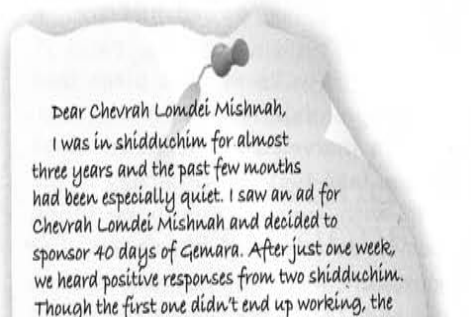 Dear Chevrah Lomdei Mishnah,
I was in shidduchim for almost
three years and the past few months
had been especially quiet. I saw an ad for
Chevrah Lomdei Mishnah and decided to
sponsor 40 days of Gemara. After just one week,
we heard positive responses from two shidduchim.
Though the first one didn't end up working, the